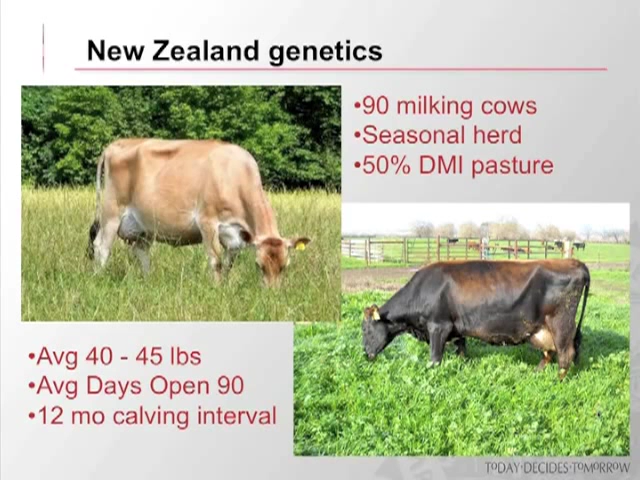 New Zealand genetics
•90 milking cows
•Seasonal herd
•50% DMI pasture
•Avg 40 - 45 lbs
•Avg Days Open 90
•12 mo calving interval
TODAY·DECIDES·TOMORROW